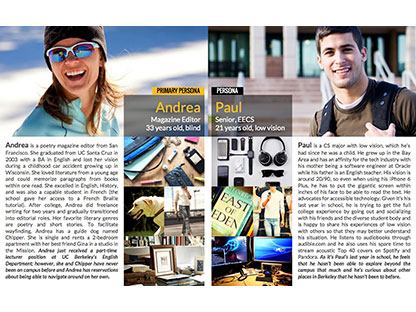 PRIMARY PERSONA
Andrea
Magazine Editor
33 years old, blind
Andrea is a poetry magazine editor from San
Francisco. She graduated from UC Santa Cruz in
2003 with a BA in English and lost her vision
during a childhood car accident growing up in
Wisconsin. She loved literature from a young age
and could memorize paragraphs from books
within one read. She excelled in English, History,
and was also a capable student in French [the
school gave her access to a French Braille
tutorial]. After college, Andrea did freelance
writing for two years and gradually transitioned
into editorial roles. Her favorite literary genres
are poetry and short stories. To facilitate
wayfinding, Andrea has a guide dog named
Chipper. She is single and rents a 2-bedroom
apartment with her best friend Gina in a studio in
the Mission. Andrea just received a part-time
lecturer position at UC Berkeley's English
Department; however, she and Chipper have never
been on campus before and Andrea has reservations
about being able to navigate around on her own.
PERSONA
Paul
Senior, EECS
21 years old, low vision
Paul is a CS major with low vision, which he's
had since he was a child. He grew up in the Bay
Area and has an affinity for the tech industry with
his mother being a software engineer at Oracle
while his father is an English teacher. His vision is
around 20/90, so even when using his iPhone 6
Plus, he has to put the gigantic screen within
inches of his face to be able to read the text. He
advocates for accessible technology. Given it's his
last year in school, he is trying to get the full
college experience by going out and socializing
with his friends and the diverse student body and
is happy to share his experiences of low vision
with others so that they may better understand
his situation. He listens to audiobooks through
audible.com and he also uses his spare time to
stream acoustic Top 40 covers on Spotify and
Pandora. As it's Paul's last year in school, he feels
that he hasn't been able to explore beyond the
campus that much and he's curious about other
places in Berkeley that he hasn't been to before.
EAST OF
EDEN